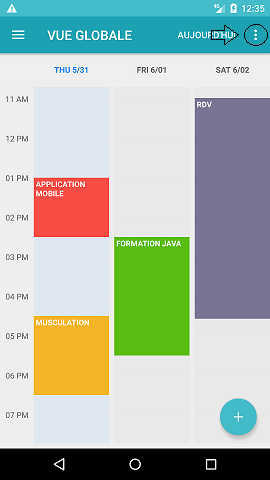 12:35
VUE GLOBALE
AUJOURD'HUI
THU 5/31
FRI 6/01
SAT 6/02
11 AM
RDV
12 PM
01 PM
APPLICATION
MOBILE
02 PM
FORMATION JAVA
03 PM
04 PM
MUSCULATION
05 PM
06 PM
07 PM